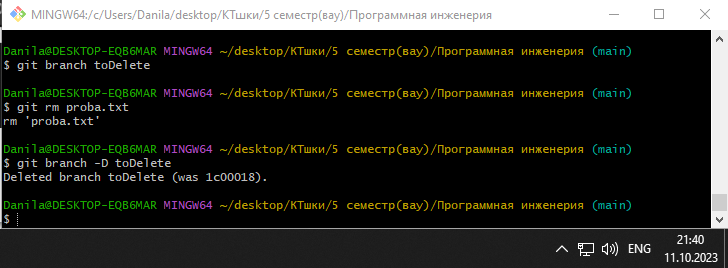 MINGW64:/c/Users/Danila/desktop/КТшки/5 семестр(вау)/Программная инженерия
Danila@DESKTOP-EQB6MAR MINGW64 ~/desktop/КТшки/5 семестр(вау)/Программная инженерия (main)
$ git branch toDelete
Danila@DESKTOP-EQB6MAR MINGW64 ~/desktop/КТшки/5 семестр(вау)/Программная инженерия (main)
$ git rm proba.txt
rm 'proba.txt'
Danila@DESKTOP-EQB6MAR MINGW64 ~/desktop/КТшки/5 семестр(вау)/Программная инженерия (main)
$ git branch -D toDelete
Deleted branch toDelete (was 1c00018).
Danila@DESKTOP-EQB6MAR MINGW64 ~/desktop/КТшки/5 семестр(вау)/Программная инженерия (main)
$
ENG
21:40
11.10.2023